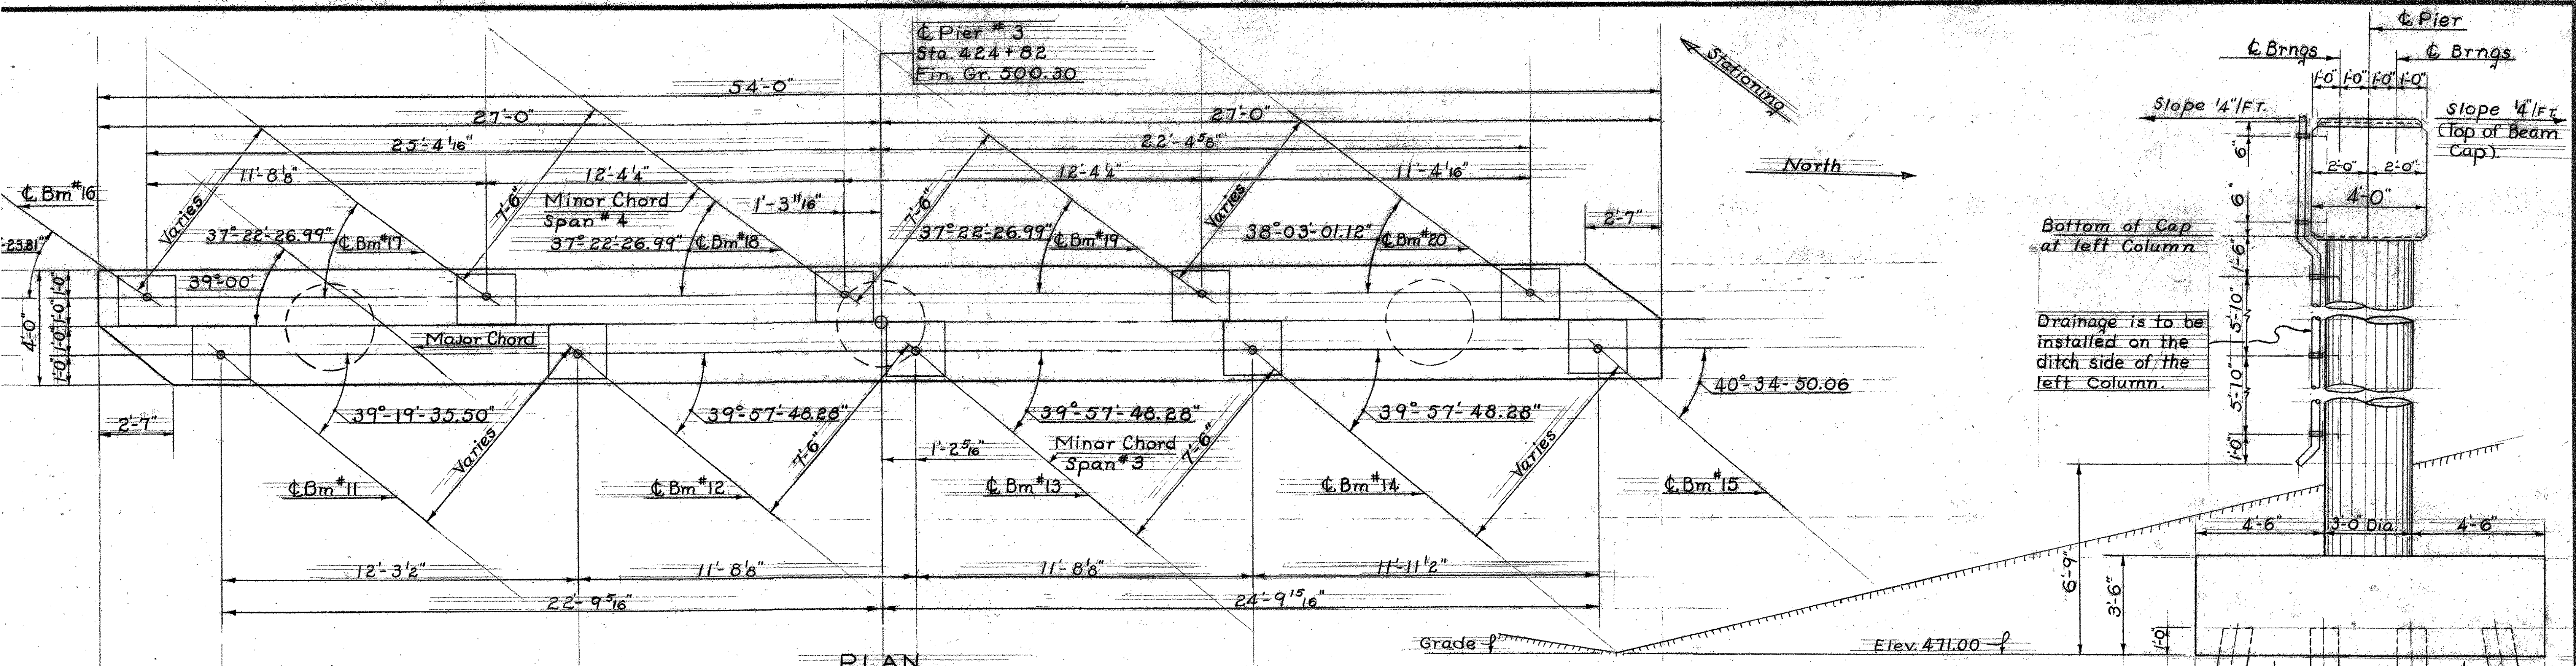 ℄ Pier # 3
Sta. 424+82
Fin. Gr. 500.30
54'-0"
27'-0"
27'-0"
25'-4 1/16"
22'-4 5/8"
11'-8 1/8"
12'-4 1/4"
1'-3 11/16"
12'-4 1/4"
11'-4 1/16"
Stationing
North
℄ Bm #16
-23.81"
Varies
37°-22'-26.99"
℄ Bm #17
7'-6"
Minor Chord
Span #4
37°-22'-26.99"
℄ Bm #18
7'-6"
37°-22'-26.99"
℄ Bm #19
Varies
38°-03'-01.12"
℄ Bm #20
2'-7"
39°-00'
4'-0"
1'-0"
1'-0"
1'-0"
1'-0"
Major Chord
2'-7"
39°-19'-35.50"
Varies
39°-57'-48.28"
7'-6"
1'-2 5/16"
39°-57'-48.28"
Minor Chord
Span #3
7'-6"
39°-57'-48.28"
Varies
40°-34-50.06
℄ Bm #11
℄ Bm #12
℄ Bm #13
℄ Bm #14
℄ Bm #15
12'-3 1/2"
11'-8 1/8"
11'-8 1/8"
11'-11 1/2"
22'-9 5/16"
24'-9 15/16"
PLAN
Grade
Elev. 471.00
℄ Pier
℄ Brngs
℄ Brngs
1'-0"
1'-0"
1'-0"
1'-0"
Slope 1/4"/FT.
Slope 1/4"/FT.
(Top of Beam
Cap).
6"
2'-0"
2'-0"
4'-0"
6"
Bottom of Cap
at left Column
1'-6"
5'-10"
Drainage is to be
installed on the
ditch side of the
left Column.
5'-10"
5'-10"
1'-0"
4'-6"
3'-0" Dia.
4'-6"
6'-9"
3'-6"
1'-0"